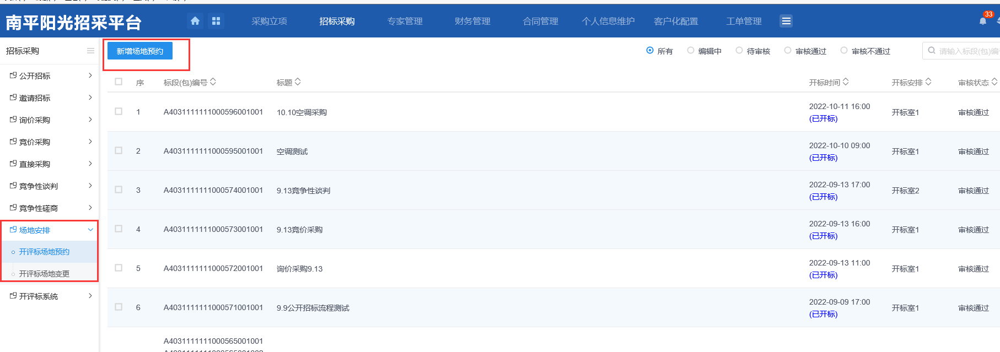 南平阳光招采平台
采购立项 招标采购 专家管理 财务管理 合同管理 个人信息维护 客户化配置 工单管理 33
招标采购
公开招标
邀请招标
询价采购
竞价采购
直接采购
竞争性谈判
竞争性磋商
场地安排
开评标场地预约
开评标场地变更
开评标系统
新增场地预约 所有 编辑中 待审核 审核通过 审核不通过 请输入标段(包)编
序 标段(包)编号 标题 开标时间 开标安排 审核状态
1 A4031111111000596001001 10.10空调采购 2022-10-11 16:00 开标室1 审核通过
(已开标)
2 A4031111111000595001001 空调测试 2022-10-10 09:00 开标室1 审核通过
(已开标)
3 A4031111111000574001001 9.13竞争性谈判 2022-09-13 17:00 开标室2 审核通过
(已开标)
4 A4031111111000573001001 9.13竞价采购 2022-09-13 16:00 开标室1 审核通过
(已开标)
5 A4031111111000572001001 询价采购9.13 2022-09-13 11:00 开标室1 审核通过
(已开标)
6 A4031111111000571001001 9.9公开招标流程测试 2022-09-09 17:00 开标室1 审核通过
(已开标)
A4031111111000565001001